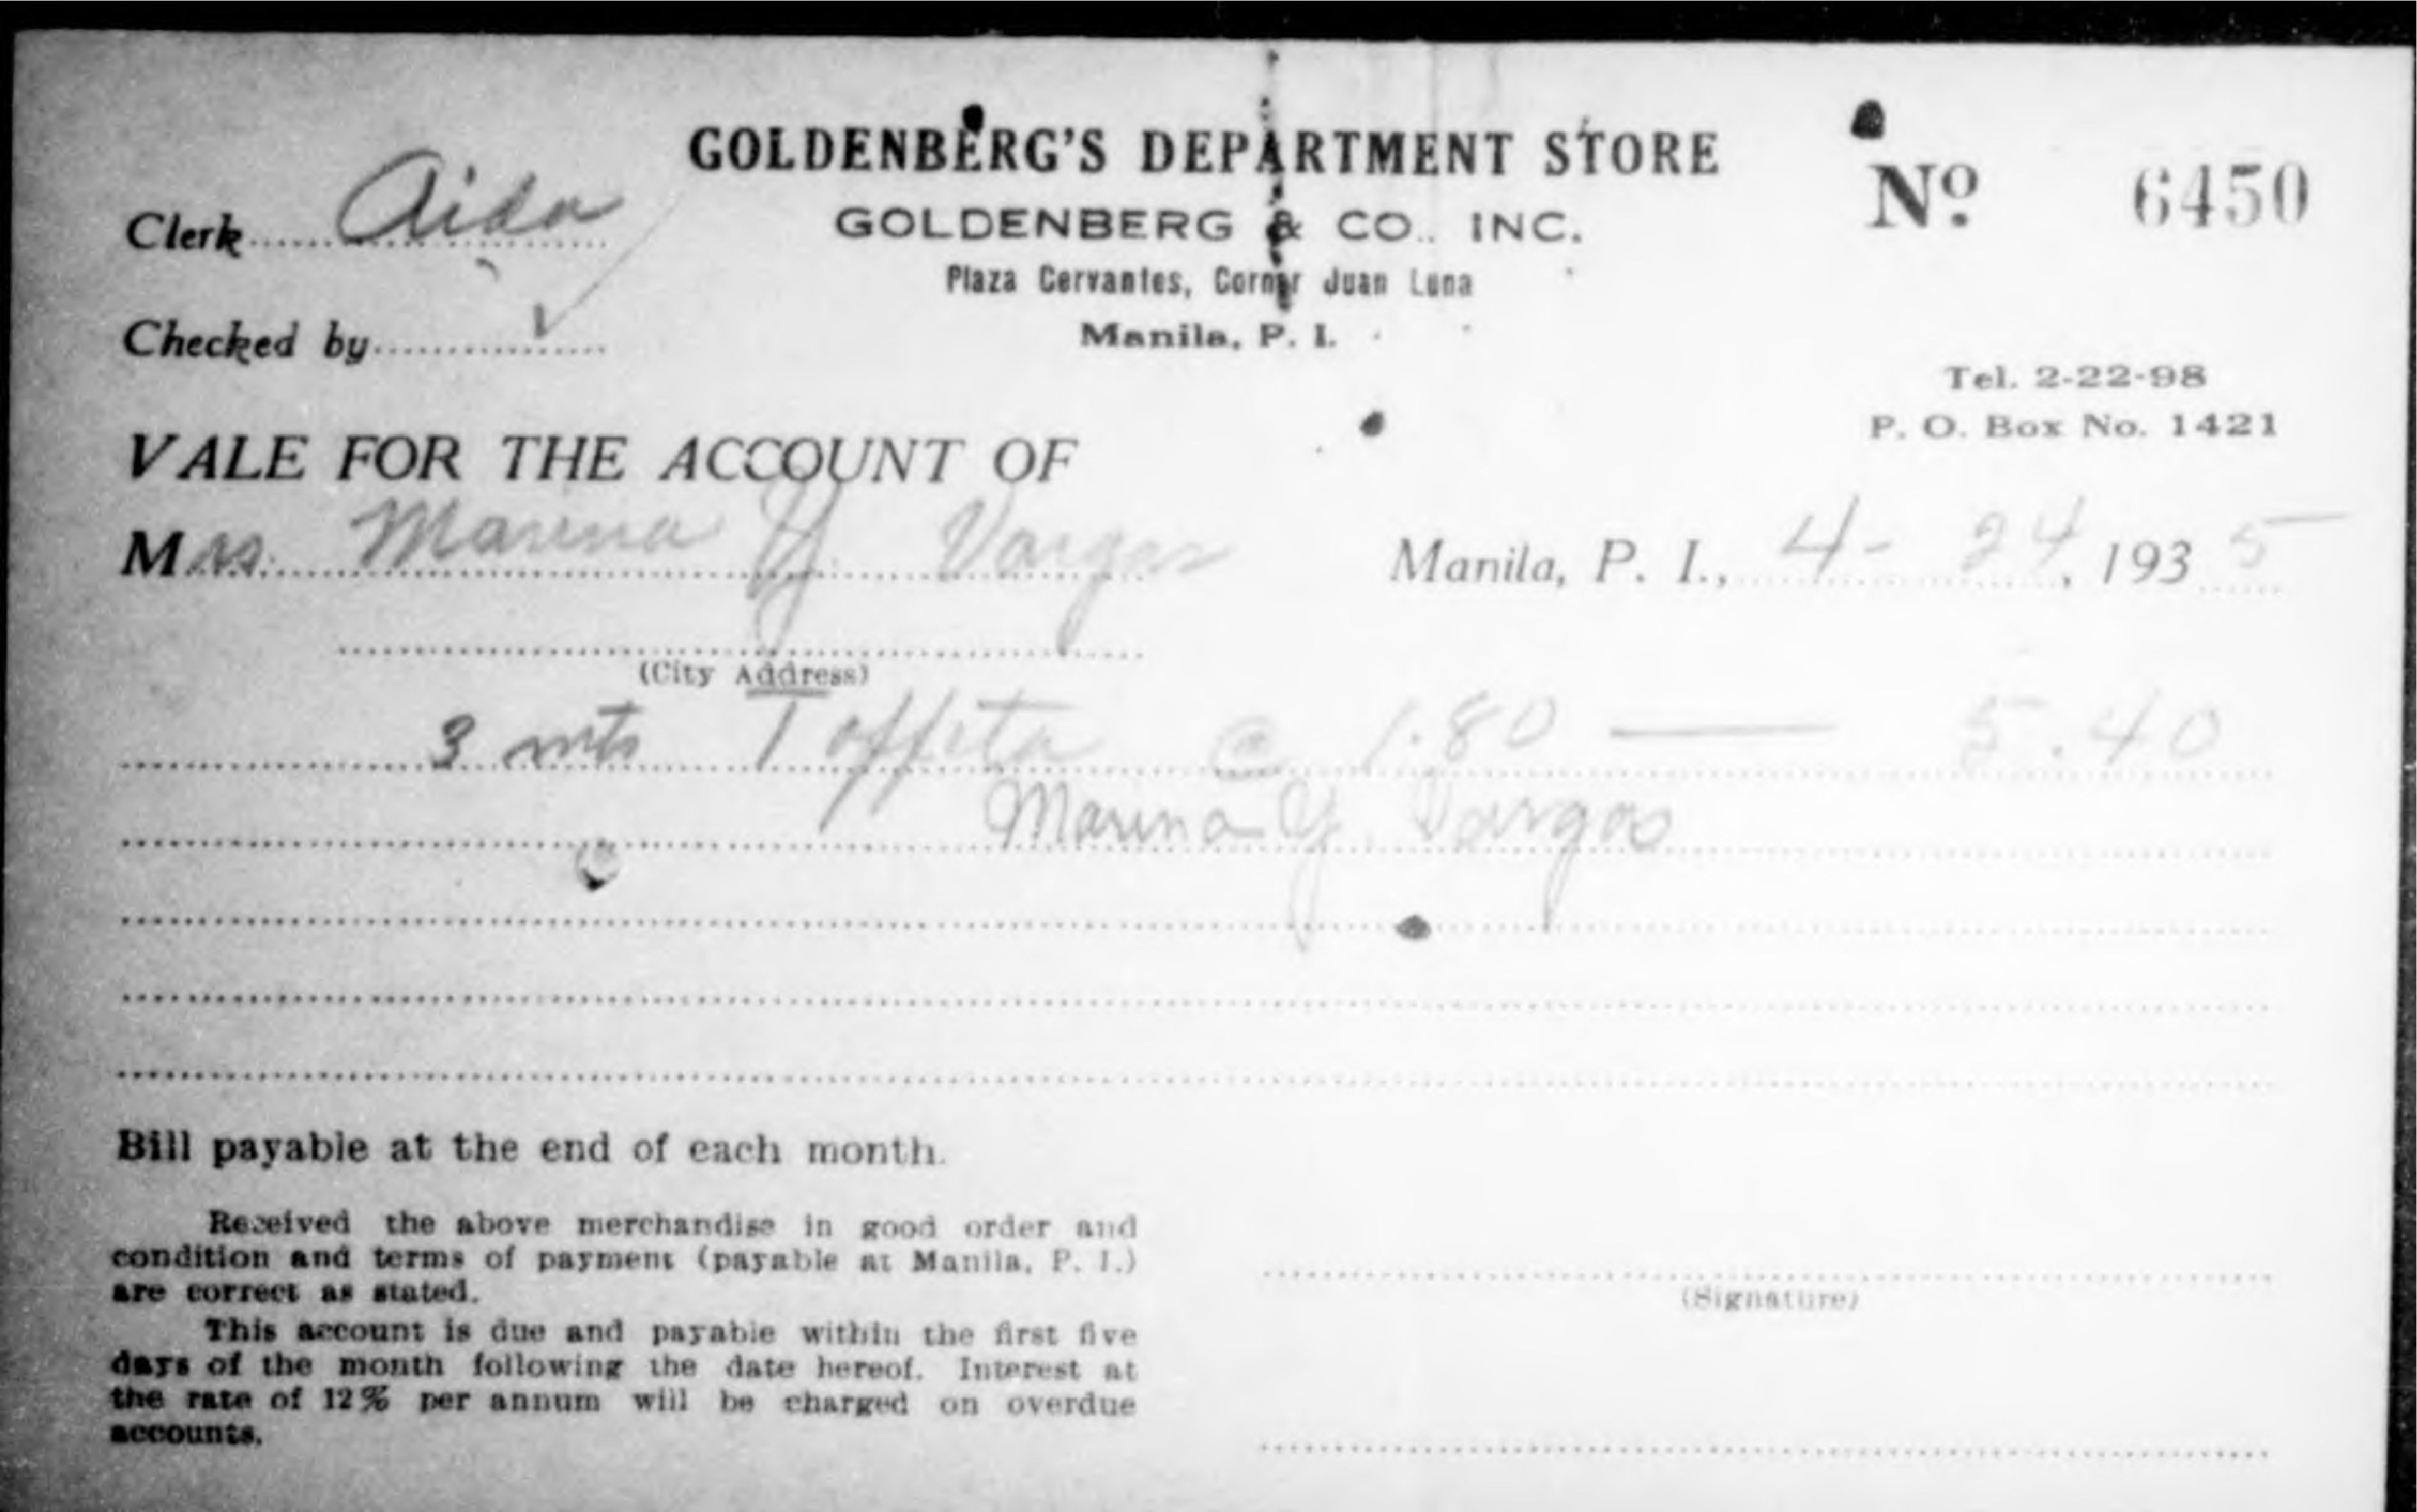 GOLDENBERG'S DEPARTMENT STORE
Nº 6450
Clerk Aida
GOLDENBERG & CO., INC.
Plaza Cervantes, Corner Juan Luna
Checked by
Manila, P. I.
Tel. 2-22-98
P. O. Box No. 1421
VALE FOR THE ACCOUNT OF
Mrs. Marina Y. Vargas
Manila, P. I., 4-24, 1935
(City Address)
3 mts Taffeta @ 1.80 — 5.40
Marina Y. Vargas
Bill payable at the end of each month.
Received the above merchandise in good order and
condition and terms of payment (payable at Manila, P. I.)
are correct as stated.
(Signature)
This account is due and payable within the first five
days of the month following the date hereof. Interest at
the rate of 12% per annum will be charged on overdue
accounts.